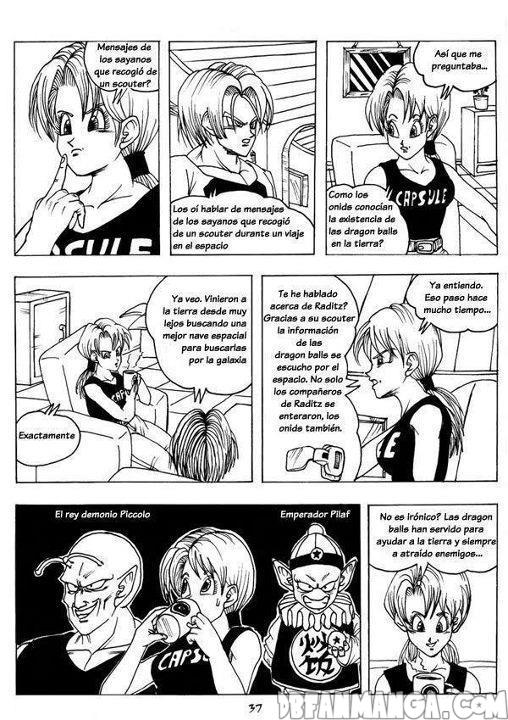 Mensajes de
los sayanos
que recogió de
un scouter?
CAPSULE
Los oí hablar de mensajes
de los sayanos que recogió
de un scouter durante un viaje
en el espacio
Así que me
preguntaba...
Como los
onids conocían
la existencia de
las dragon balls
en la tierra?
CAPSULE
Ya veo. Vinieron a
la tierra desde muy
lejos buscando una
mejor nave espacial
para buscarlas
por la galaxia
Exactamente
Te he hablado
acerca de Raditz?
Gracias a su scouter
la información
de las
dragon balls se
escucho por el
espacio. No solo
los compañeros
de Raditz se
enteraron, los
onids también.
Ya entiendo.
Eso paso hace
mucho tiempo...
El rey demonio Piccolo
Emperador Pilaf
CAPSU
No es irónico? Las dragon
balls han servido para
ayudar a la tierra y siempre
a atraído enemigos...
37
DBFANMANGA.COM